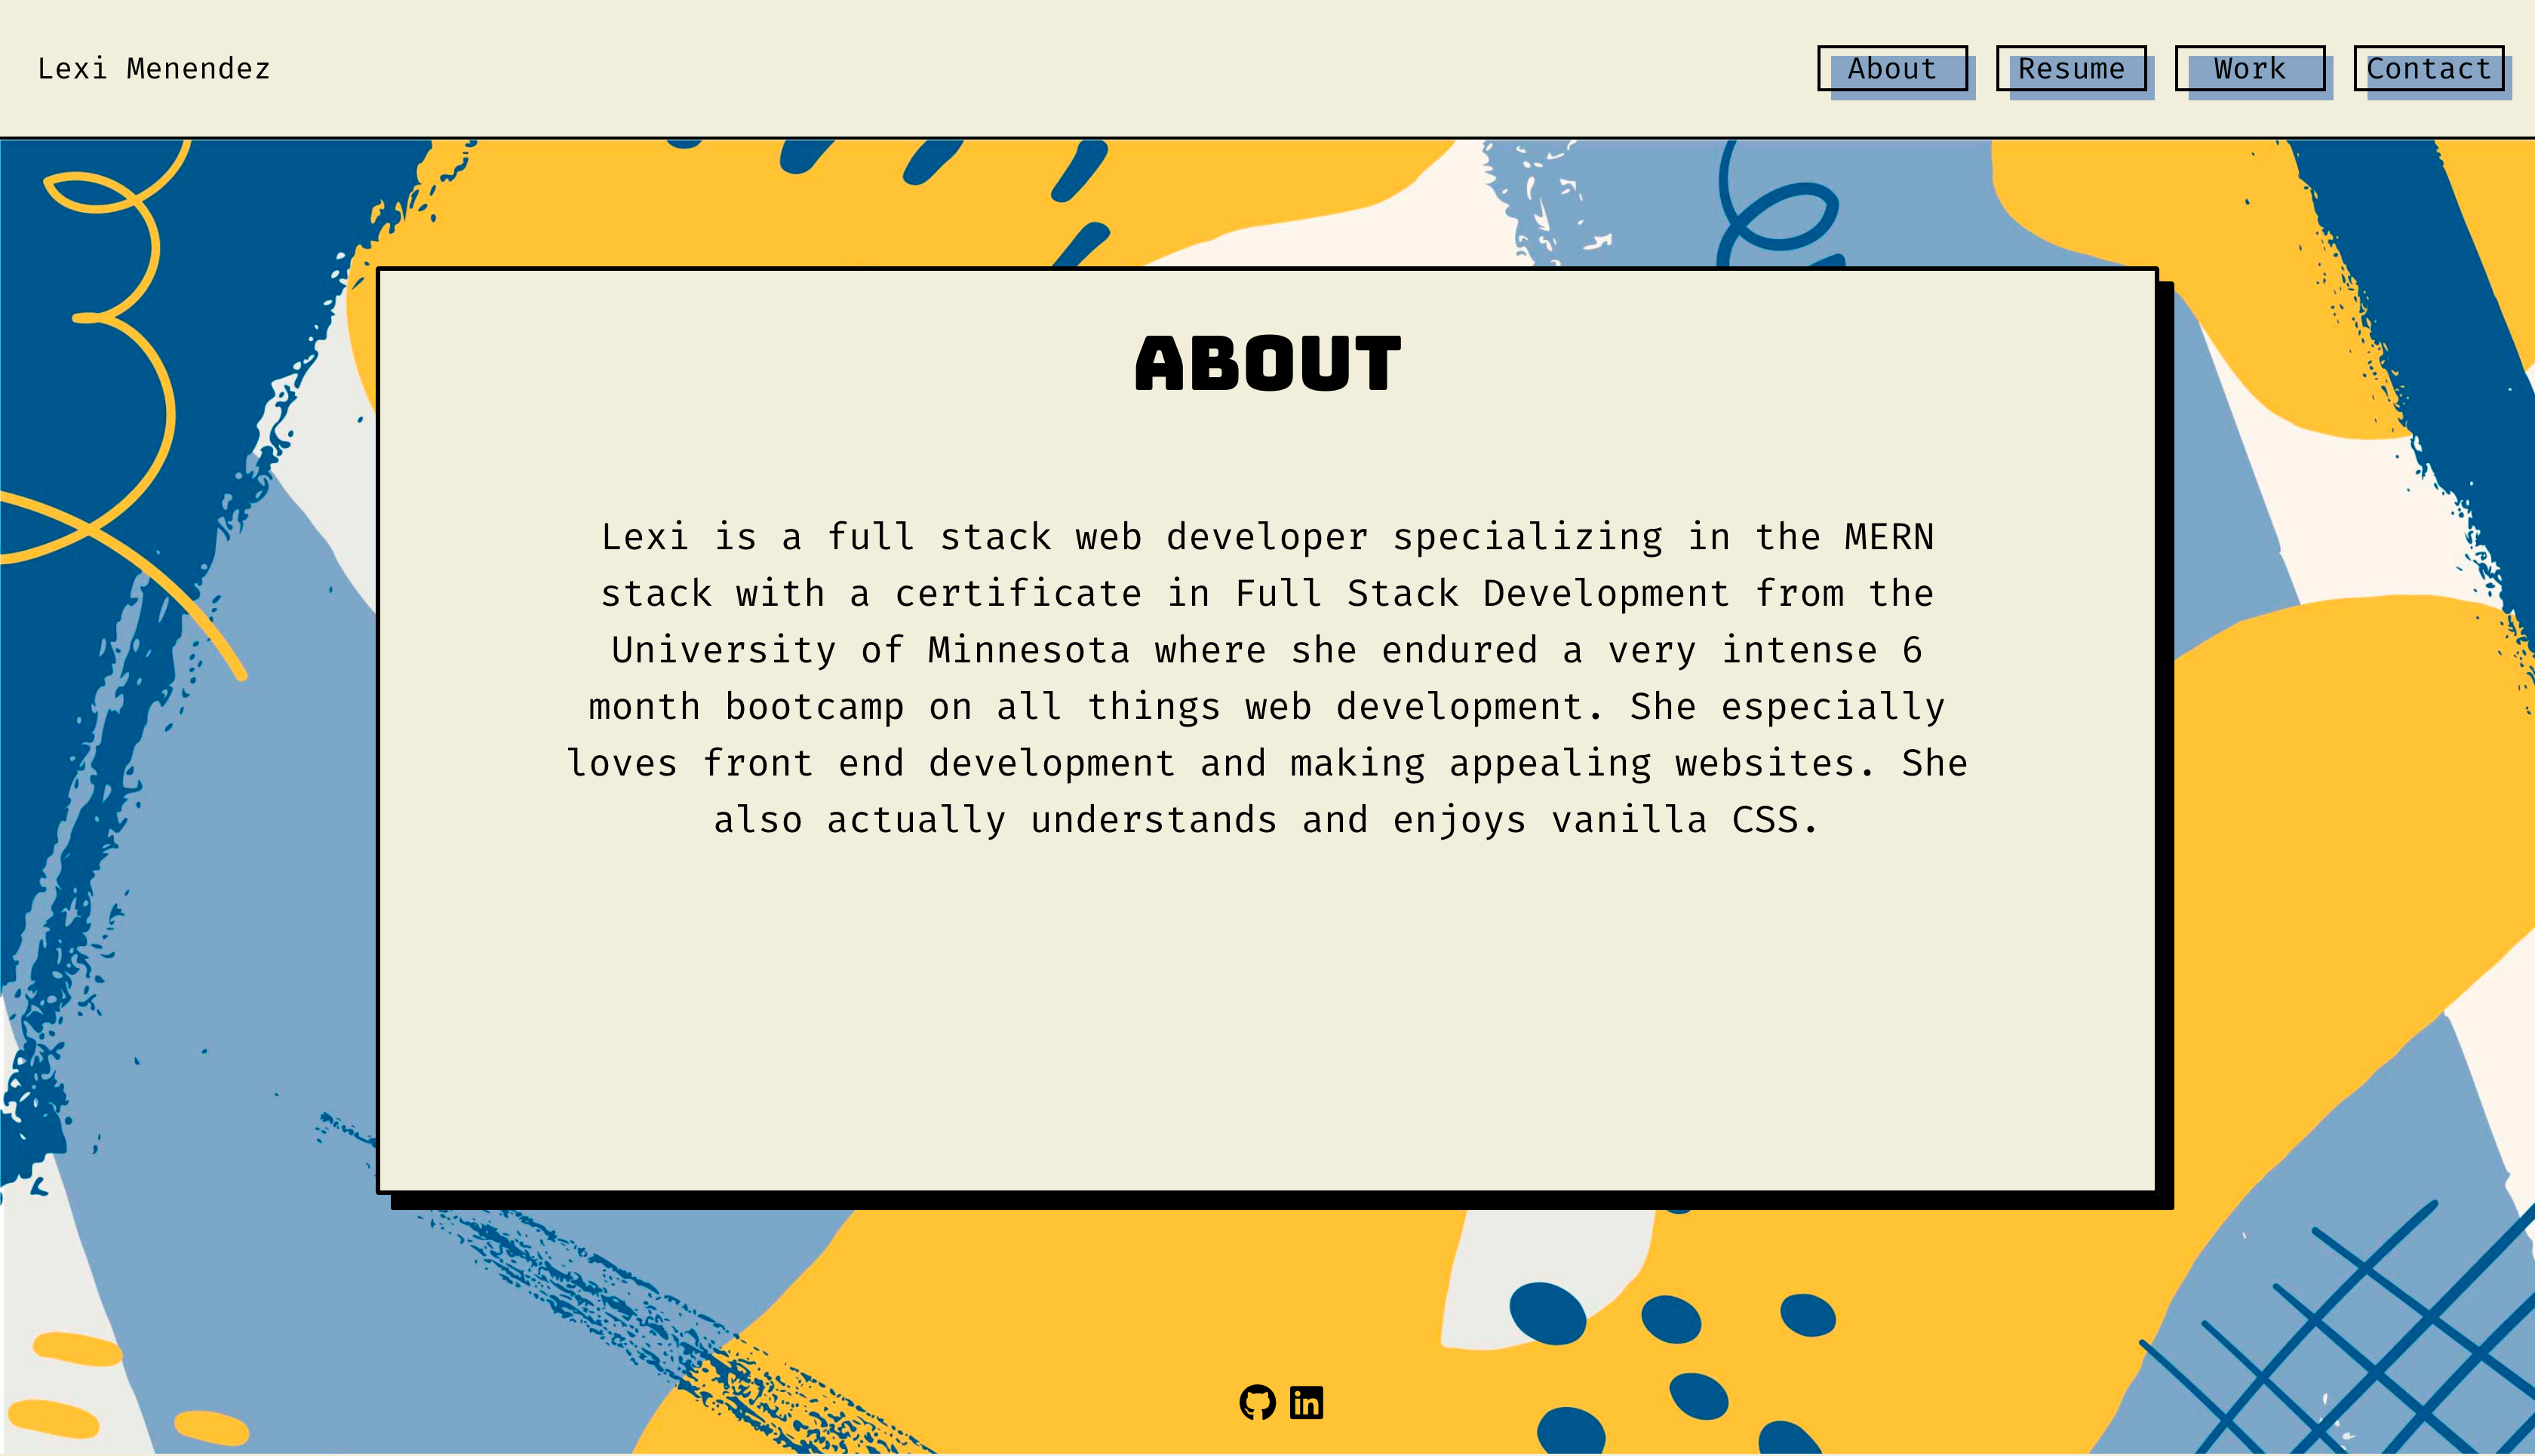 Lexi Menendez
About
Resume
Work
Contact
ABOUT
Lexi is a full stack web developer specializing in the MERN
stack with a certificate in Full Stack Development from the
University of Minnesota where she endured a very intense 6
month bootcamp on all things web development. She especially
loves front end development and making appealing websites. She
also actually understands and enjoys vanilla CSS.
in